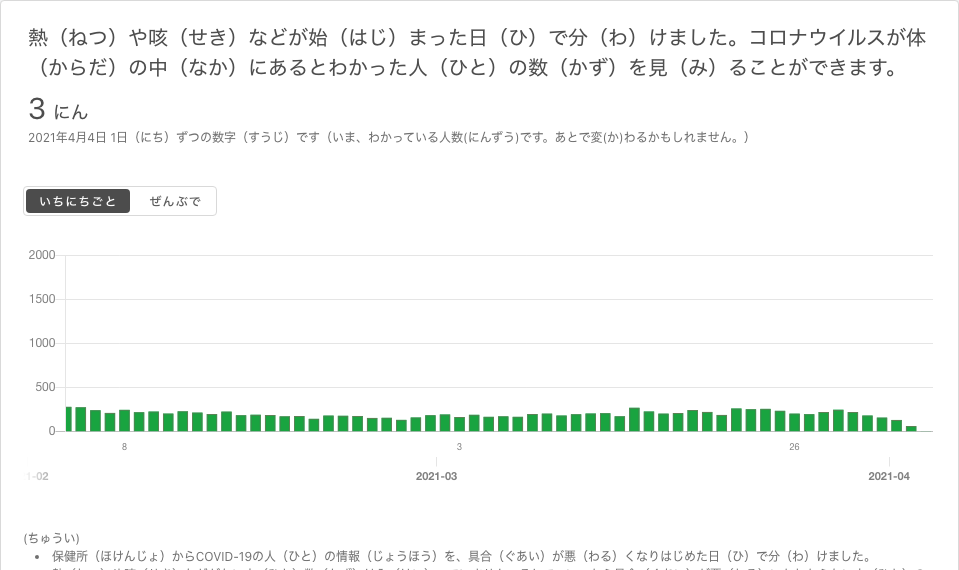 熱（ねつ）や咳（せき）などが始（はじ）まった日（ひ）で分（わ）けました。コロナウイルスが体
（からだ）の中（なか）にあるとわかった人（ひと）の数（かず）を見（み）ることができます。
3 にん
2021年4月4日 1日（にち）ずつの数字（すうじ）です（いま、わかっている人数(にんずう)です。あとで変(か)わるかもしれません。）
いちにちごと ぜんぶで
2000
1500
1000
500
0
8 3 26
-02 2021-03 2021-04
(ちゅうい)
• 保健所（ほけんじょ）からCOVID-19の人（ひと）の情報（じょうほう）を、具合（ぐあい）が悪（わる）くなりはじめた日（ひ）で分（わ）けました。